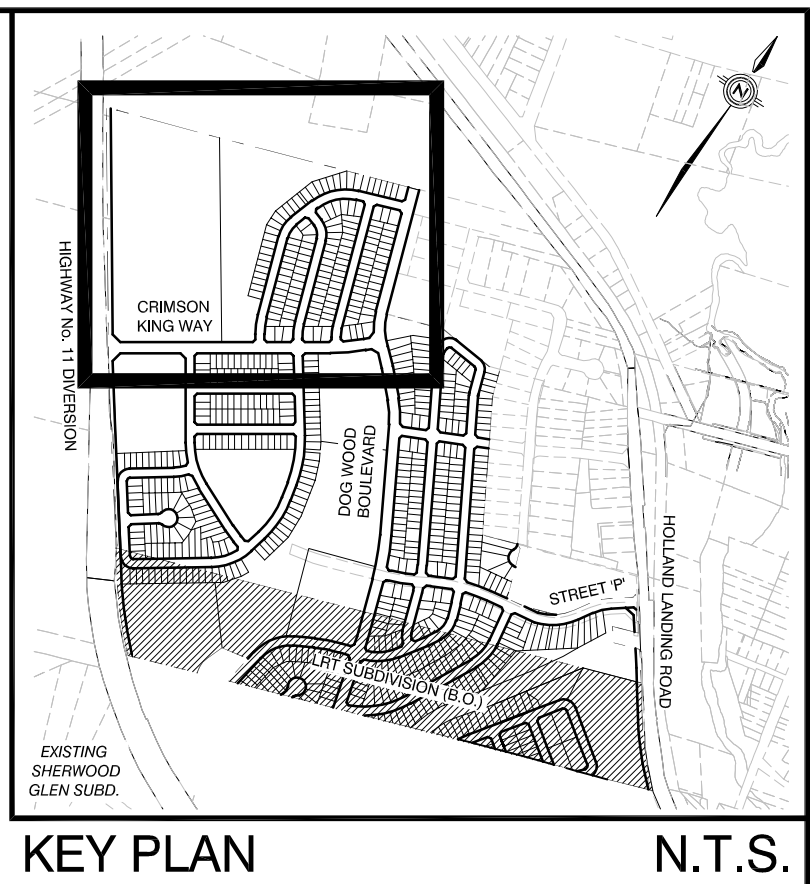 N
HIGHWAY No. 11 DIVERSION
CRIMSON
KING WAY
DOG WOOD
BOULEVARD
STREET 'P'
HOLLAND LANDING ROAD
LRT SUBDIVISION (B.O.)
EXISTING
SHERWOOD
GLEN SUBD.
KEY PLAN
N.T.S.